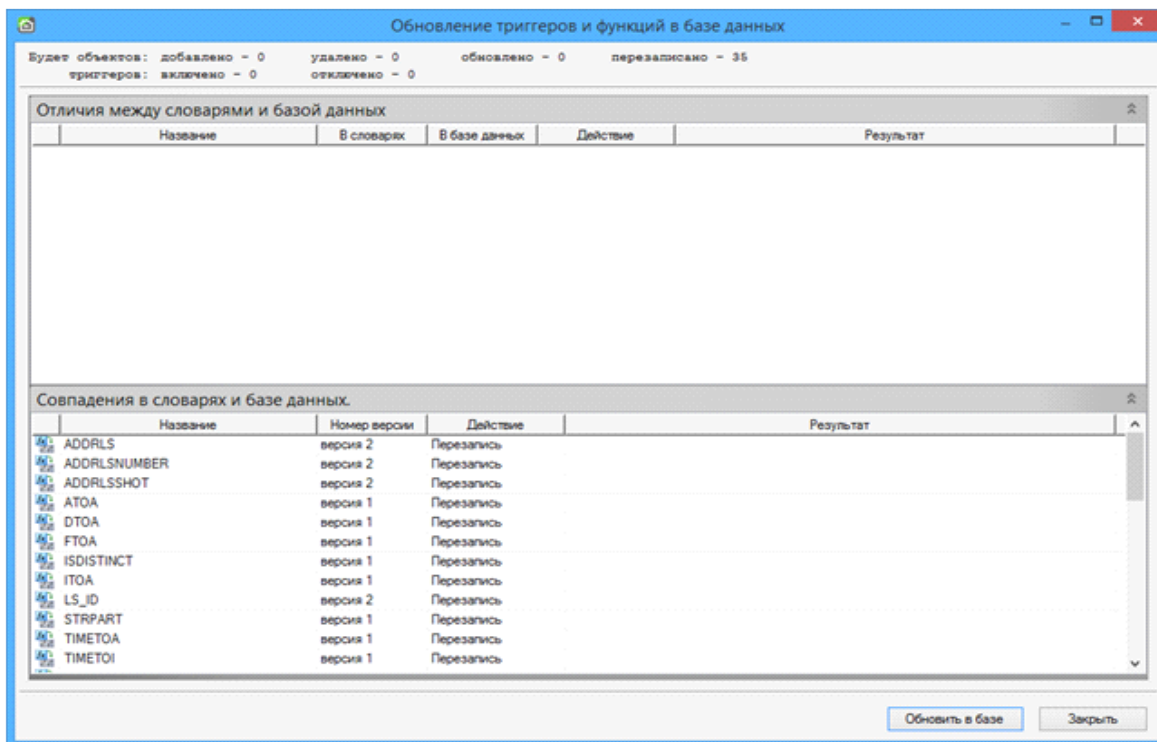 Обновление триггеров и функций в базе данных
Будет объектов: добавлено - 0 удалено - 0 обновлено - 0 перезаписано - 35
триггеров: включено - 0 отключено - 0
Отличия между словарями и базой данных
Название В словарях В базе данных Действие Результат
Совпадения в словарях и базе данных.
Название Номер версии Действие Результат
ADDRLS версия 2 Перезапись
ADDRLSNUMBER версия 2 Перезапись
ADDRLSSHOT версия 2 Перезапись
ATOA версия 1 Перезапись
DTOA версия 1 Перезапись
FTOA версия 1 Перезапись
ISDISTINCT версия 1 Перезапись
ITOA версия 1 Перезапись
LS_ID версия 2 Перезапись
STRPART версия 1 Перезапись
TIMETOA версия 1 Перезапись
TIMETOI версия 1 Перезапись
Обновить в базе Закрыть